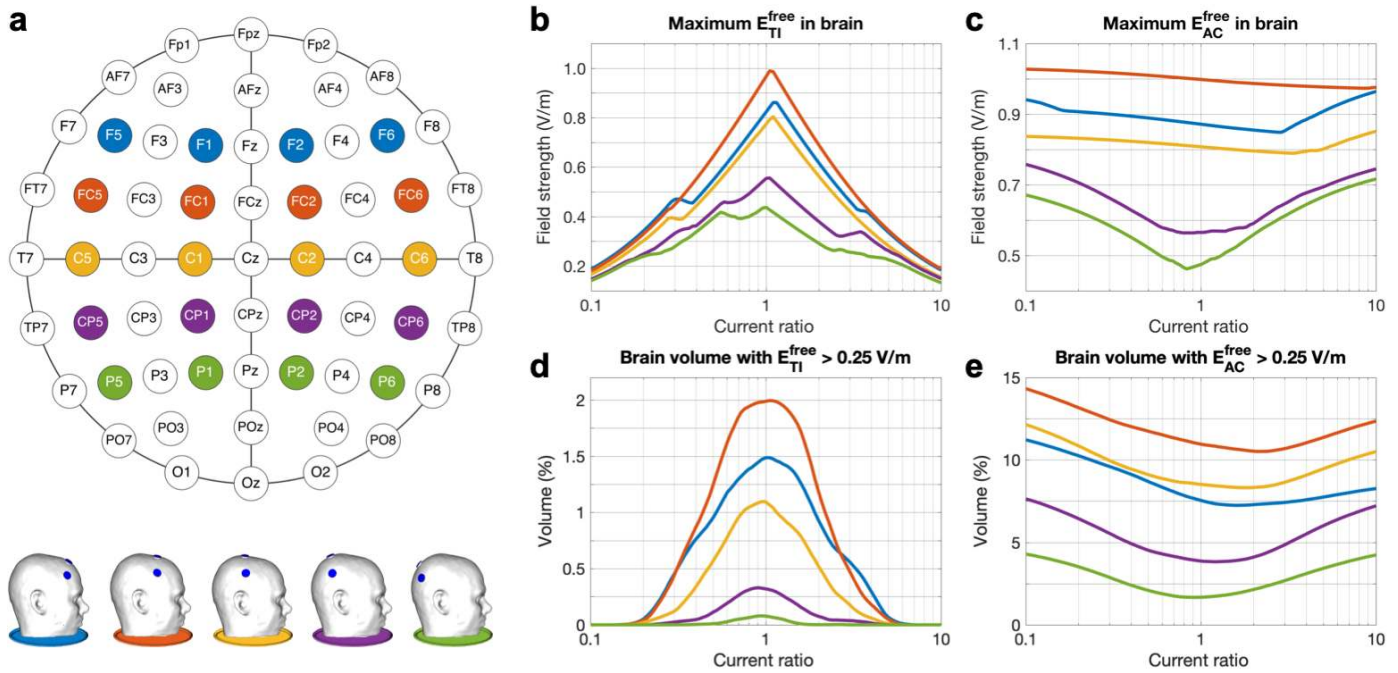 a
Fpz
Fp1 Fp2
AF7 AF8
AF3 AFz AF4
F7 F5 F3 F1 Fz F2 F4 F6 F8
FT7 FC5 FC3 FC1 FCz FC2 FC4 FC6 FT8
T7 C5 C3 C1 Cz C2 C4 C6 T8
TP7 CP5 CP3 CP1 CPz CP2 CP4 CP6 TP8
P7 P5 P3 P1 Pz P2 P4 P6 P8
PO3 POz PO4
PO7 PO8
O1 O2
Oz
b
Maximum E_TI^free in brain
Field strength (V/m)
1.0
0.8
0.6
0.4
0.2
0.1 1 10
Current ratio
c
Maximum E_AC^free in brain
Field strength (V/m)
1.1
0.9
0.7
0.5
0.1 1 10
Current ratio
d
Brain volume with E_TI^free > 0.25 V/m
Volume (%)
2
1.5
1
0.5
0
0.1 1 10
Current ratio
e
Brain volume with E_AC^free > 0.25 V/m
Volume (%)
15
10
5
0
0.1 1 10
Current ratio